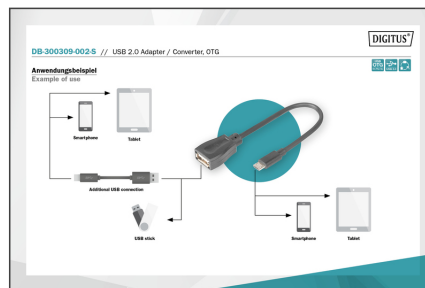 DIGITUS®
DB-300309-002-S // USB 2.0 Adapter / Converter, OTG
Anwendungsbeispiel
Example of use
OTG
Smartphone
Tablet
Additional USB connection
USB stick
Smartphone
Tablet